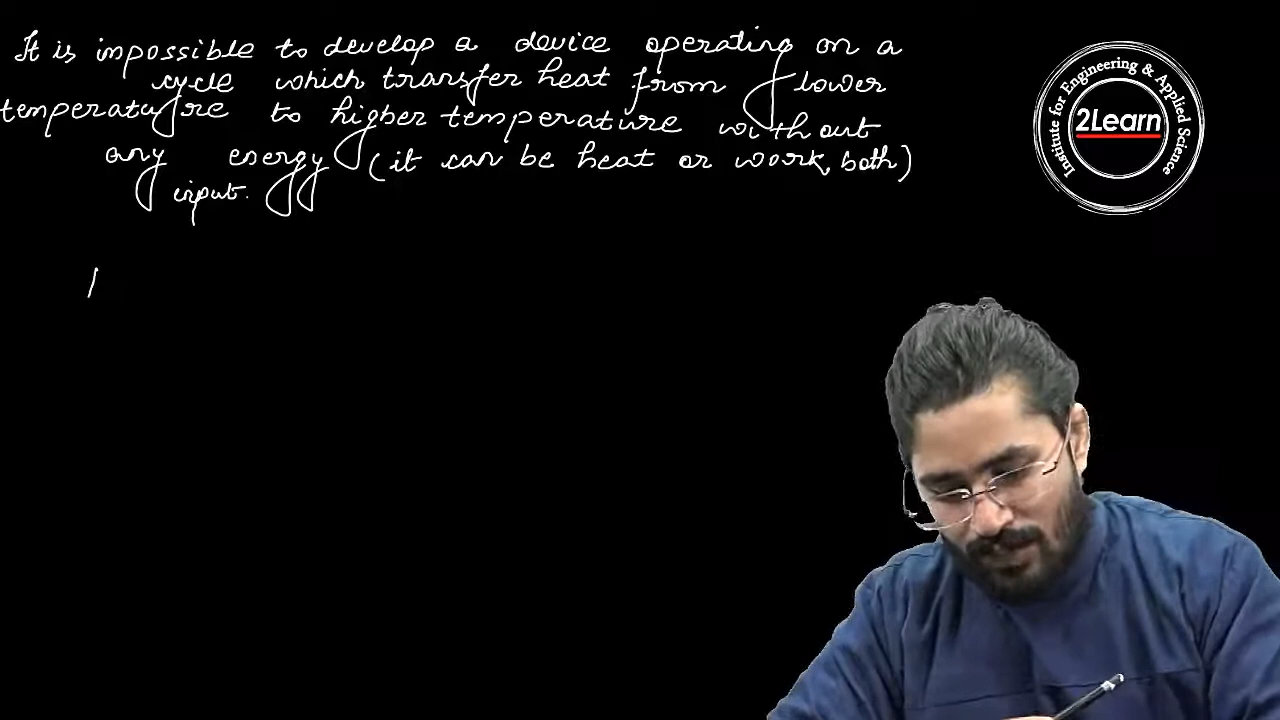 It is impossible to develop a device operating on a
cycle which transfer heat from lower
temperature to higher temperature without
any energy (it can be heat or work, both)
input.
Institute for Engineering & Applied Science
2Learn